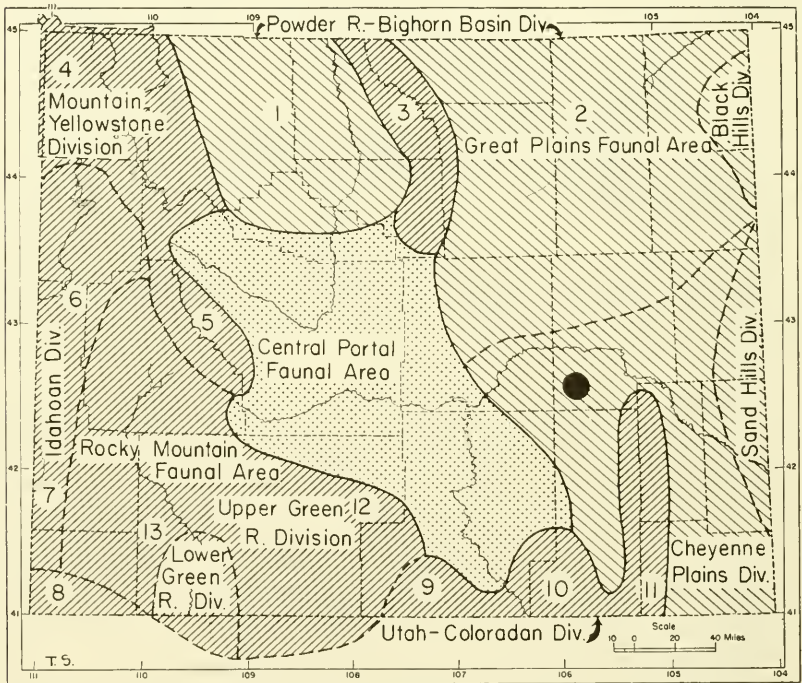 110 109 105 104
Powder R.-Bighorn Basin Div.
45 45
4 1 3 2
Mountain
Yellowstone
Division
Great Plains Faunal Area
Black
Hills Div.
44 44
6 5
43 43
Central Portal
Faunal Area
Idahoan Div.
Sand Hills Div.
Rocky Mountain
Faunal Area
42 42
7
Upper Green 12
R. Division
13
Lower
Green
R. Div.
Cheyenne
Plains Div.
8 9 10 11
41 41
Utah-Coloradan Div.
Scale
10 0 20 40 Miles
T. S.
111 110 109 108 107 106 105 104